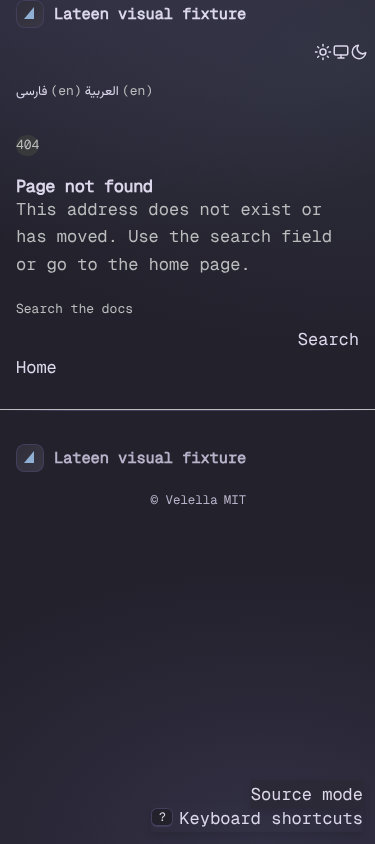 Lateen visual fixture
فارسی (en) العربية (en)
404
Page not found
This address does not exist or
has moved. Use the search field
or go to the home page.
Search the docs
Search
Home
Lateen visual fixture
© Velella MIT
Source mode
? Keyboard shortcuts